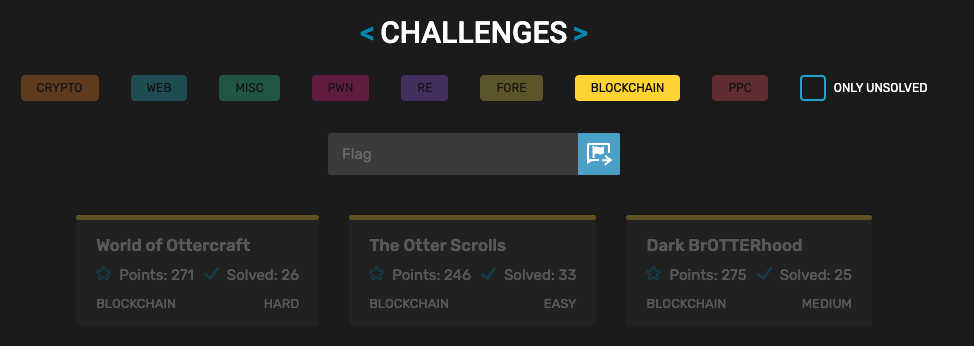 < CHALLENGES >
CRYPTO WEB MISC PWN RE FORE BLOCKCHAIN PPC ONLY UNSOLVED
Flag
World of Ottercraft
Points: 271 Solved: 26
BLOCKCHAIN HARD
The Otter Scrolls
Points: 246 Solved: 33
BLOCKCHAIN EASY
Dark BrOTTERhood
Points: 275 Solved: 25
BLOCKCHAIN MEDIUM